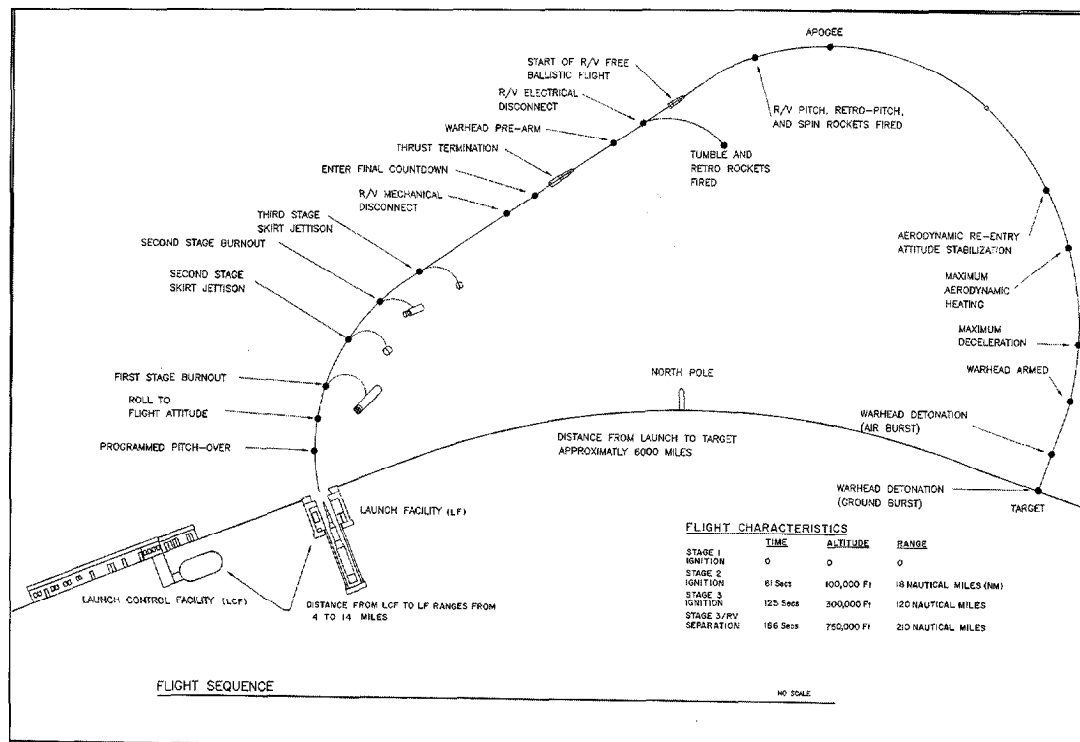 APOGEE
START OF R/V FREE
BALLISTIC FLIGHT
R/V ELECTRICAL
DISCONNECT
R/V PITCH, RETRO-PITCH,
AND SPIN ROCKETS FIRED
WARHEAD PRE-ARM
THRUST TERMINATION
TUMBLE AND
RETRO ROCKETS
FIRED
ENTER FINAL COUNTDOWN
R/V MECHANICAL
DISCONNECT
THIRD STAGE
SKIRT JETTISON
SECOND STAGE BURNOUT
SECOND STAGE
SKIRT JETTISON
AERODYNAMIC RE-ENTRY
ATTITUDE STABILIZATION
MAXIMUM
AERODYNAMIC
HEATING
MAXIMUM
DECELERATION
FIRST STAGE BURNOUT
NORTH POLE
WARHEAD ARMED
ROLL TO
FLIGHT ATTITUDE
WARHEAD DETONATION
(AIR BURST)
PROGRAMMED PITCH-OVER
DISTANCE FROM LAUNCH TO TARGET
APPROXIMATLY 6000 MILES
WARHEAD DETONATION
(GROUND BURST)
TARGET
LAUNCH FACILITY (LF)
LAUNCH CONTROL FACILITY (LCF)
DISTANCE FROM LCF TO LF RANGES FROM
4 TO 14 MILES
FLIGHT CHARACTERISTICS
TIME ALTITUDE RANGE
STAGE 1
IGNITION 0 0 0
STAGE 2
IGNITION 61 Secs 100,000 Ft 18 NAUTICAL MILES (NM)
STAGE 3
IGNITION 125 Secs 300,000 Ft 120 NAUTICAL MILES
STAGE 3/RV
SEPARATION 186 Secs 750,000 Ft 210 NAUTICAL MILES
FLIGHT SEQUENCE
NO SCALE